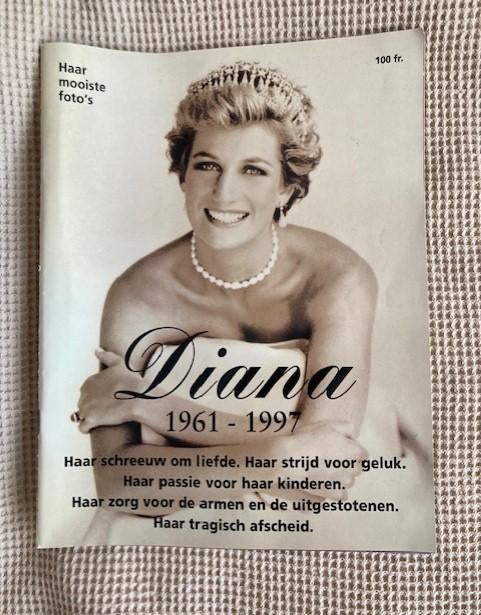 Haar
mooiste
foto's
100 fr.
Diana
1961 - 1997
Haar schreeuw om liefde. Haar strijd voor geluk.
Haar passie voor haar kinderen.
Haar zorg voor de armen en de uitgestotenen.
Haar tragisch afscheid.